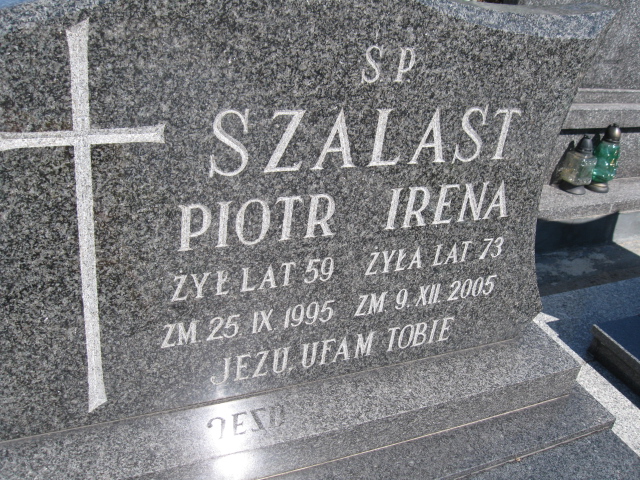 SP
SZALAST
PIOTR IRENA
ŻYŁ LAT 59 ŻYŁA LAT 73
ZM 25 IX 1995 ZM 9. XII 2005
JEZU, UFAM TOBIE